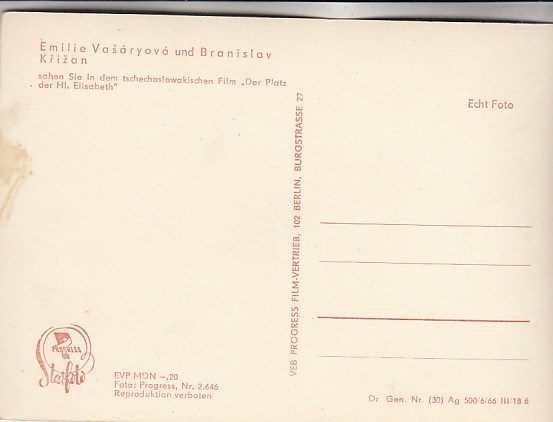 Emilie Vašáryová und Branislav
Křižan
sahen Sie in dem tschechoslowakischen Film „Der Platz
der Hl. Elisabeth"
Echt Foto
VEB PROGRESS FILM-VERTRIEB, 102 BERLIN, BURGSTRASSE 27
PROGRESS
Starfoto
EVP MDN —,20
Foto: Progress, Nr. 2.646
Reproduktion verboten
Dr Gen. Nr. (30) Ag 500/6/66 III/18 6